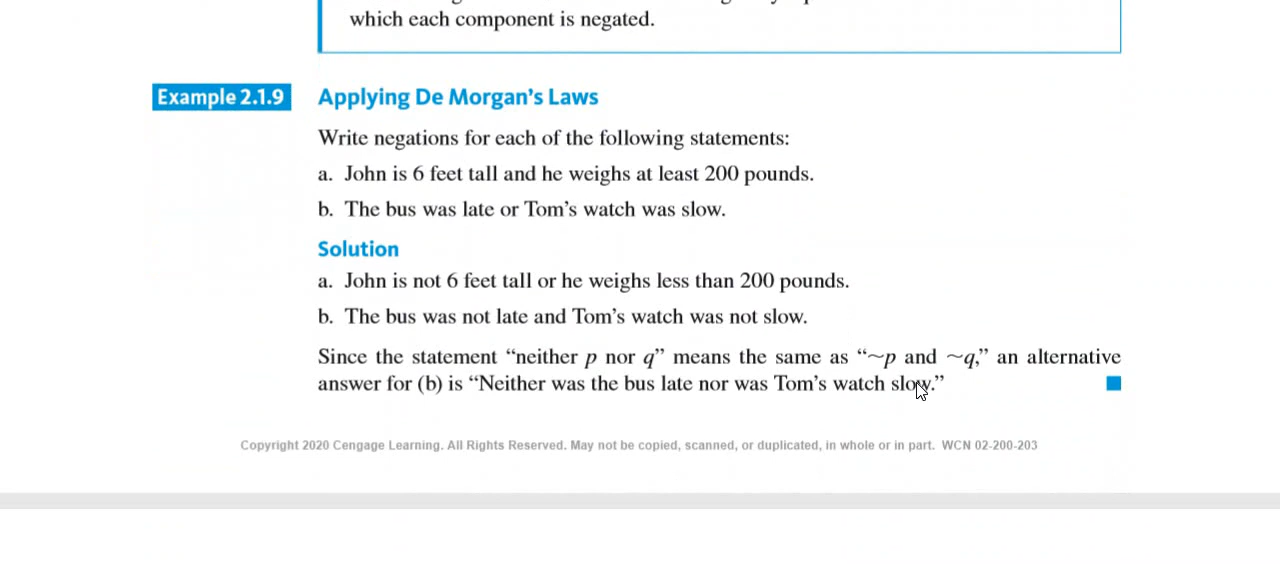 which each component is negated.
Example 2.1.9 Applying De Morgan's Laws
Write negations for each of the following statements:
a. John is 6 feet tall and he weighs at least 200 pounds.
b. The bus was late or Tom's watch was slow.
Solution
a. John is not 6 feet tall or he weighs less than 200 pounds.
b. The bus was not late and Tom's watch was not slow.
Since the statement “neither p nor q” means the same as “~p and ~q,” an alternative
answer for (b) is “Neither was the bus late nor was Tom's watch slow.”
Copyright 2020 Cengage Learning. All Rights Reserved. May not be copied, scanned, or duplicated, in whole or in part. WCN 02-200-203